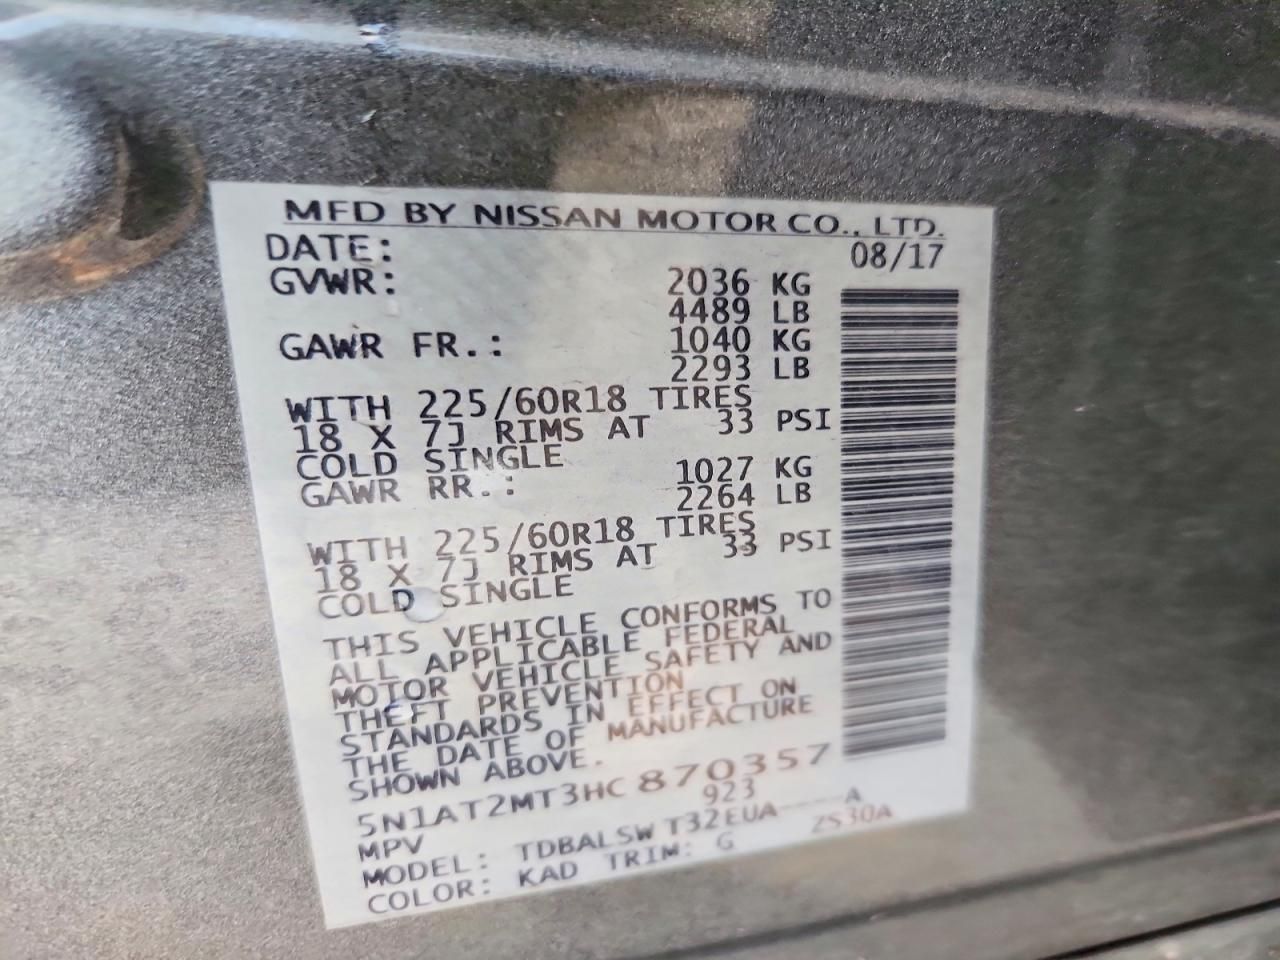 MFD BY NISSAN MOTOR CO., LTD.
DATE: 08/17
GVWR: 2036 KG
4489 LB
GAWR FR.: 1040 KG
2293 LB
WITH 225/60R18 TIRES
18 X 7J RIMS AT 33 PSI
COLD SINGLE
GAWR RR.: 1027 KG
2264 LB
WITH 225/60R18 TIRES
18 X 7J RIMS AT 33 PSI
COLD SINGLE
THIS VEHICLE CONFORMS TO
ALL APPLICABLE FEDERAL
MOTOR VEHICLE SAFETY AND
THEFT PREVENTION
STANDARDS IN EFFECT ON
THE DATE OF MANUFACTURE
SHOWN ABOVE.
5N1AT2MT3HC870357
MPV 923
MODEL: TDBALSW T32EUA----A
COLOR: KAD TRIM: G ZS30A